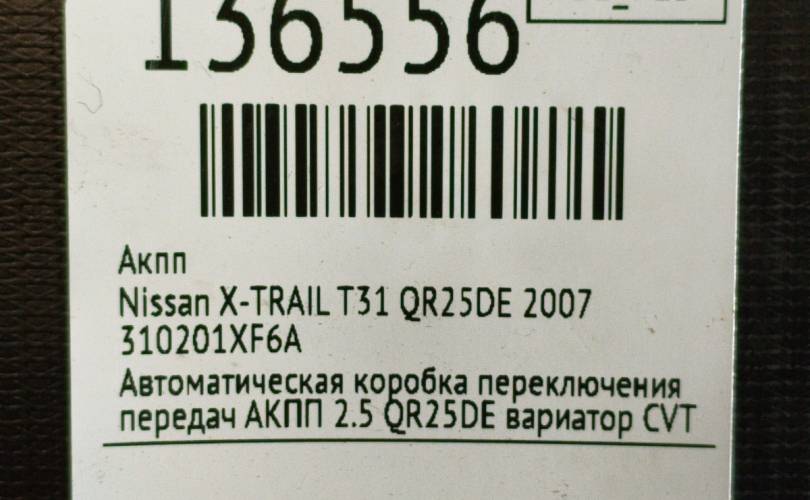 136556
Акпп
Nissan X-TRAIL T31 QR25DE 2007
310201XF6A
Автоматическая коробка переключения
передач АКПП 2.5 QR25DE вариатор CVT